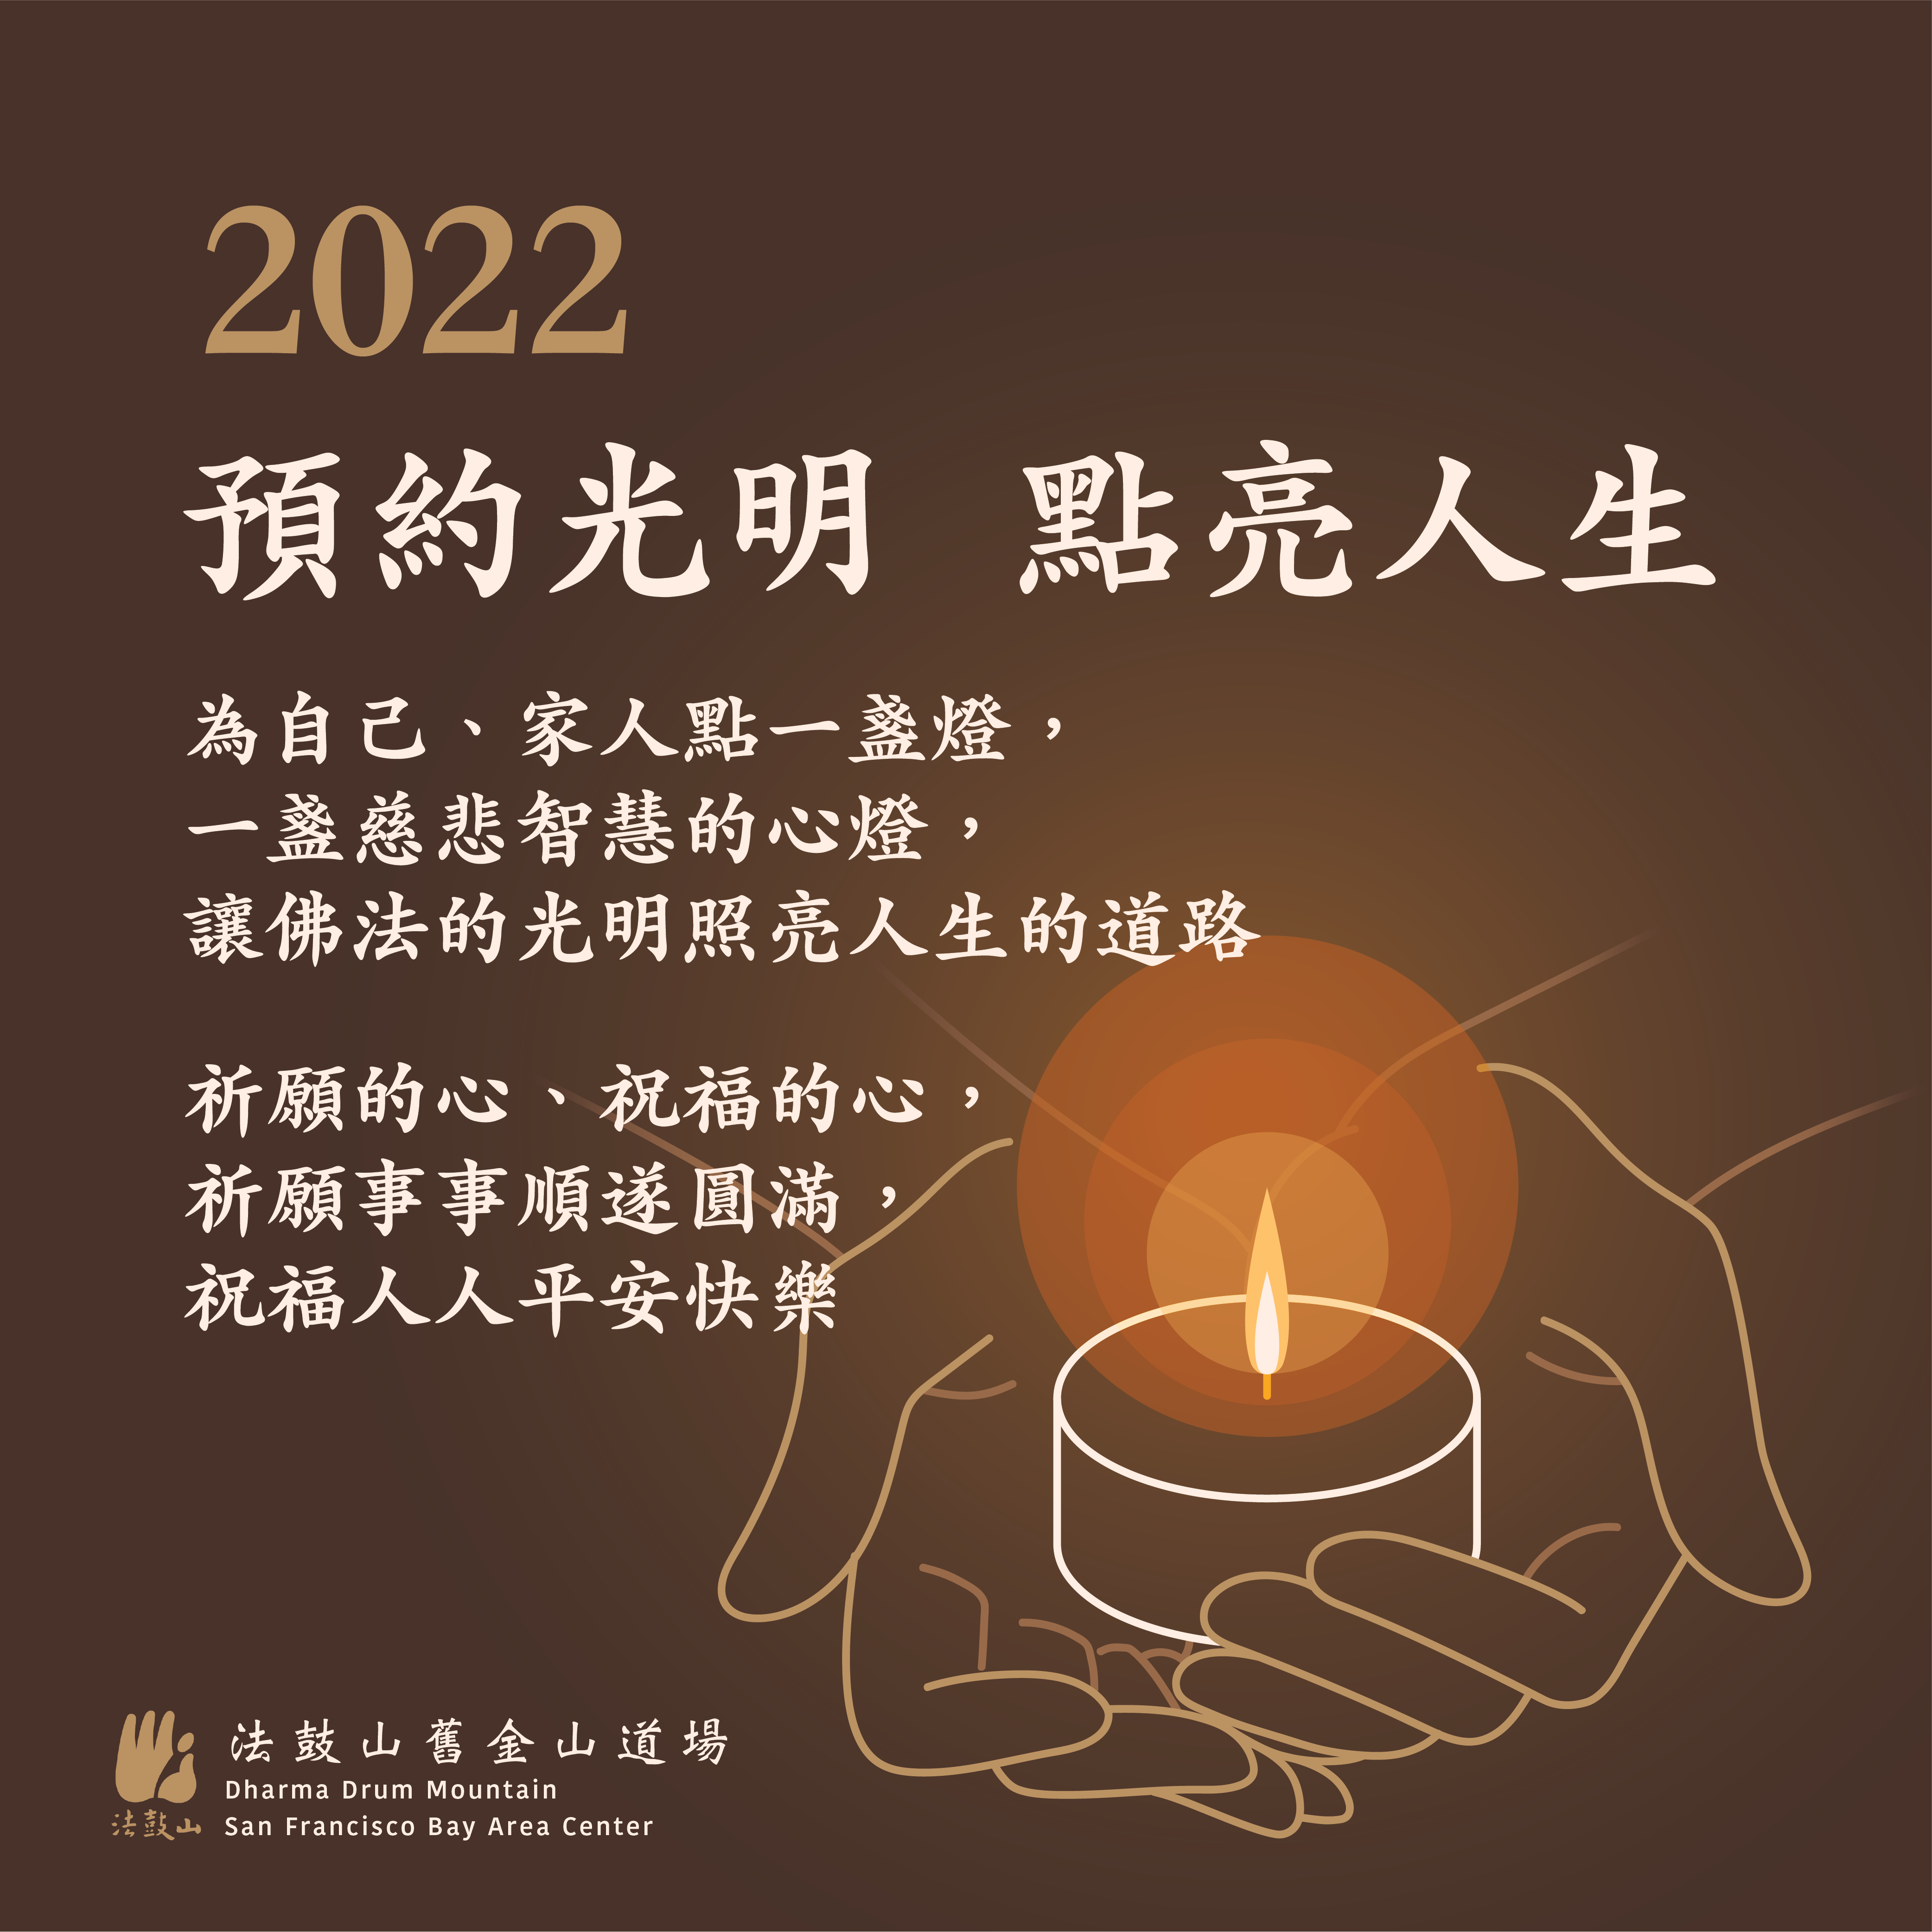 2022
預約光明 點亮人生
為自己、家人點一盞燈，
一盞慈悲智慧的心燈，
讓佛法的光明照亮人生的道路
祈願的心、祝福的心，
祈願事事順遂圓滿，
祝福人人平安快樂
法鼓山舊金山道場
Dharma Drum Mountain
San Francisco Bay Area Center
法鼓山